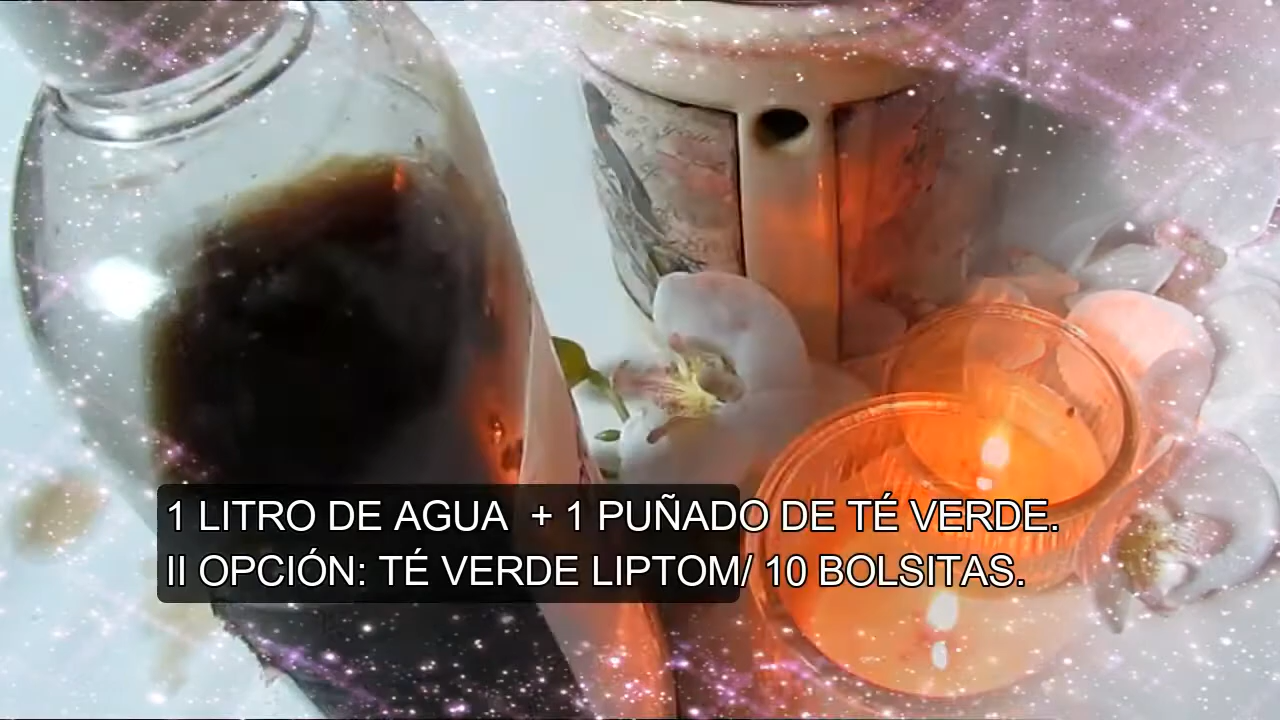 1 LITRO DE AGUA + 1 PUÑADO DE TÉ VERDE.
II OPCIÓN: TÉ VERDE LIPTOM/ 10 BOLSITAS.